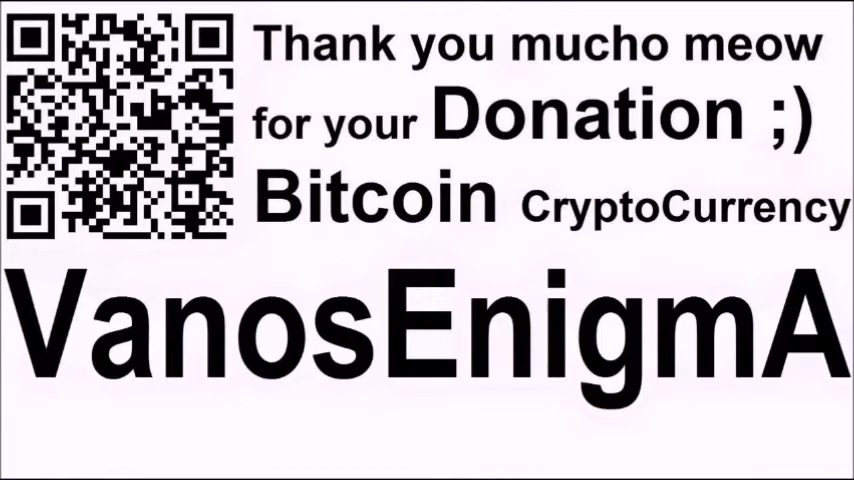 Thank you mucho meow
for your Donation ;)
Bitcoin CryptoCurrency
VanosEnigmA